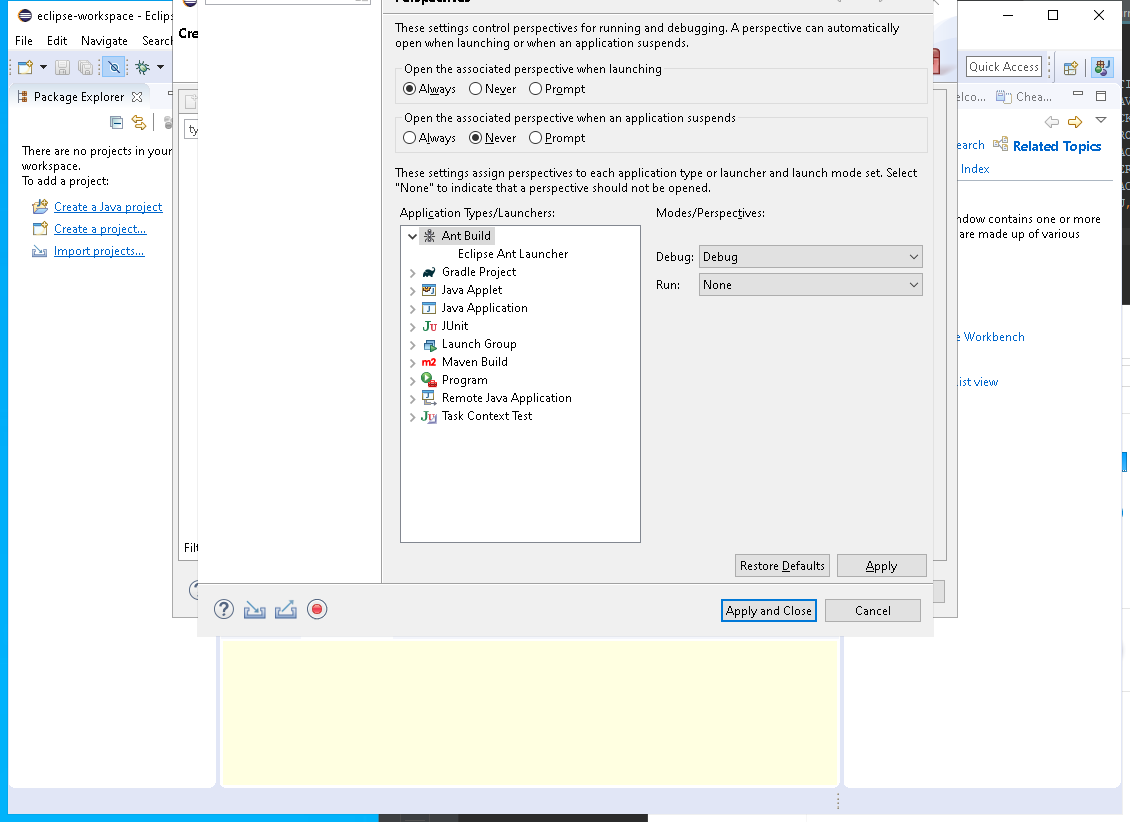 eclipse-workspace - Eclips
File Edit Navigate Search
Cre
Quick Access
Package Explorer
There are no projects in your
workspace.
To add a project:
Create a Java project
Create a project...
Import projects...
ty
Filt
These settings control perspectives for running and debugging. A perspective can automatically
open when launching or when an application suspends.
Open the associated perspective when launching
Always Never Prompt
Open the associated perspective when an application suspends
Always Never Prompt
These settings assign perspectives to each application type or launcher and launch mode set. Select
"None" to indicate that a perspective should not be opened.
Application Types/Launchers:
Ant Build
Eclipse Ant Launcher
Gradle Project
Java Applet
Java Application
JUnit
Launch Group
Maven Build
Program
Remote Java Application
Task Context Test
Modes/Perspectives:
Debug: Debug
Run: None
Restore Defaults Apply
Apply and Close Cancel
elco... Chea...
earch Related Topics
Index
ndow contains one or more
are made up of various
e Workbench
ist view